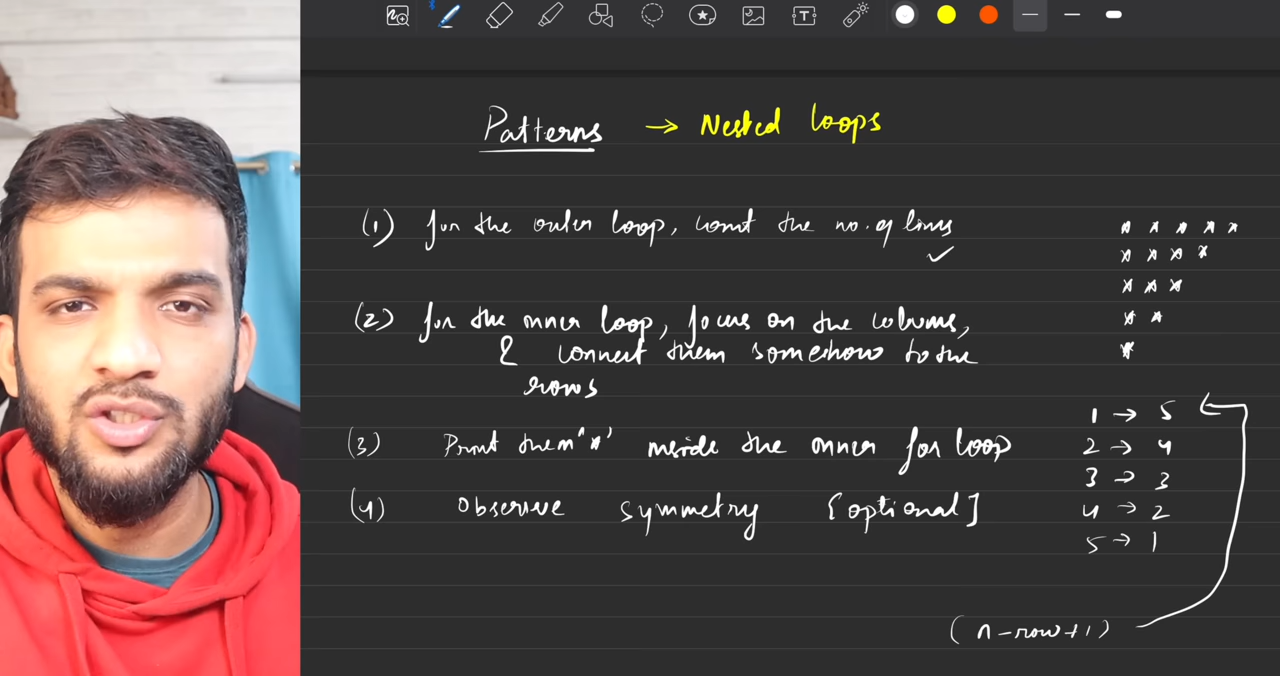 Patterns → Nested loops
(1) for the outer loop, count the no. of lines
(2) for the inner loop, focus on the columns,
& connect them somehow to the
rows
(3) Print them '*' inside the inner for loop
(4) Observe symmetry [optional]
* * * * *
* * * *
* * *
* *
*
1 → 5
2 → 4
3 → 3
4 → 2
5 → 1
(n-row+1)